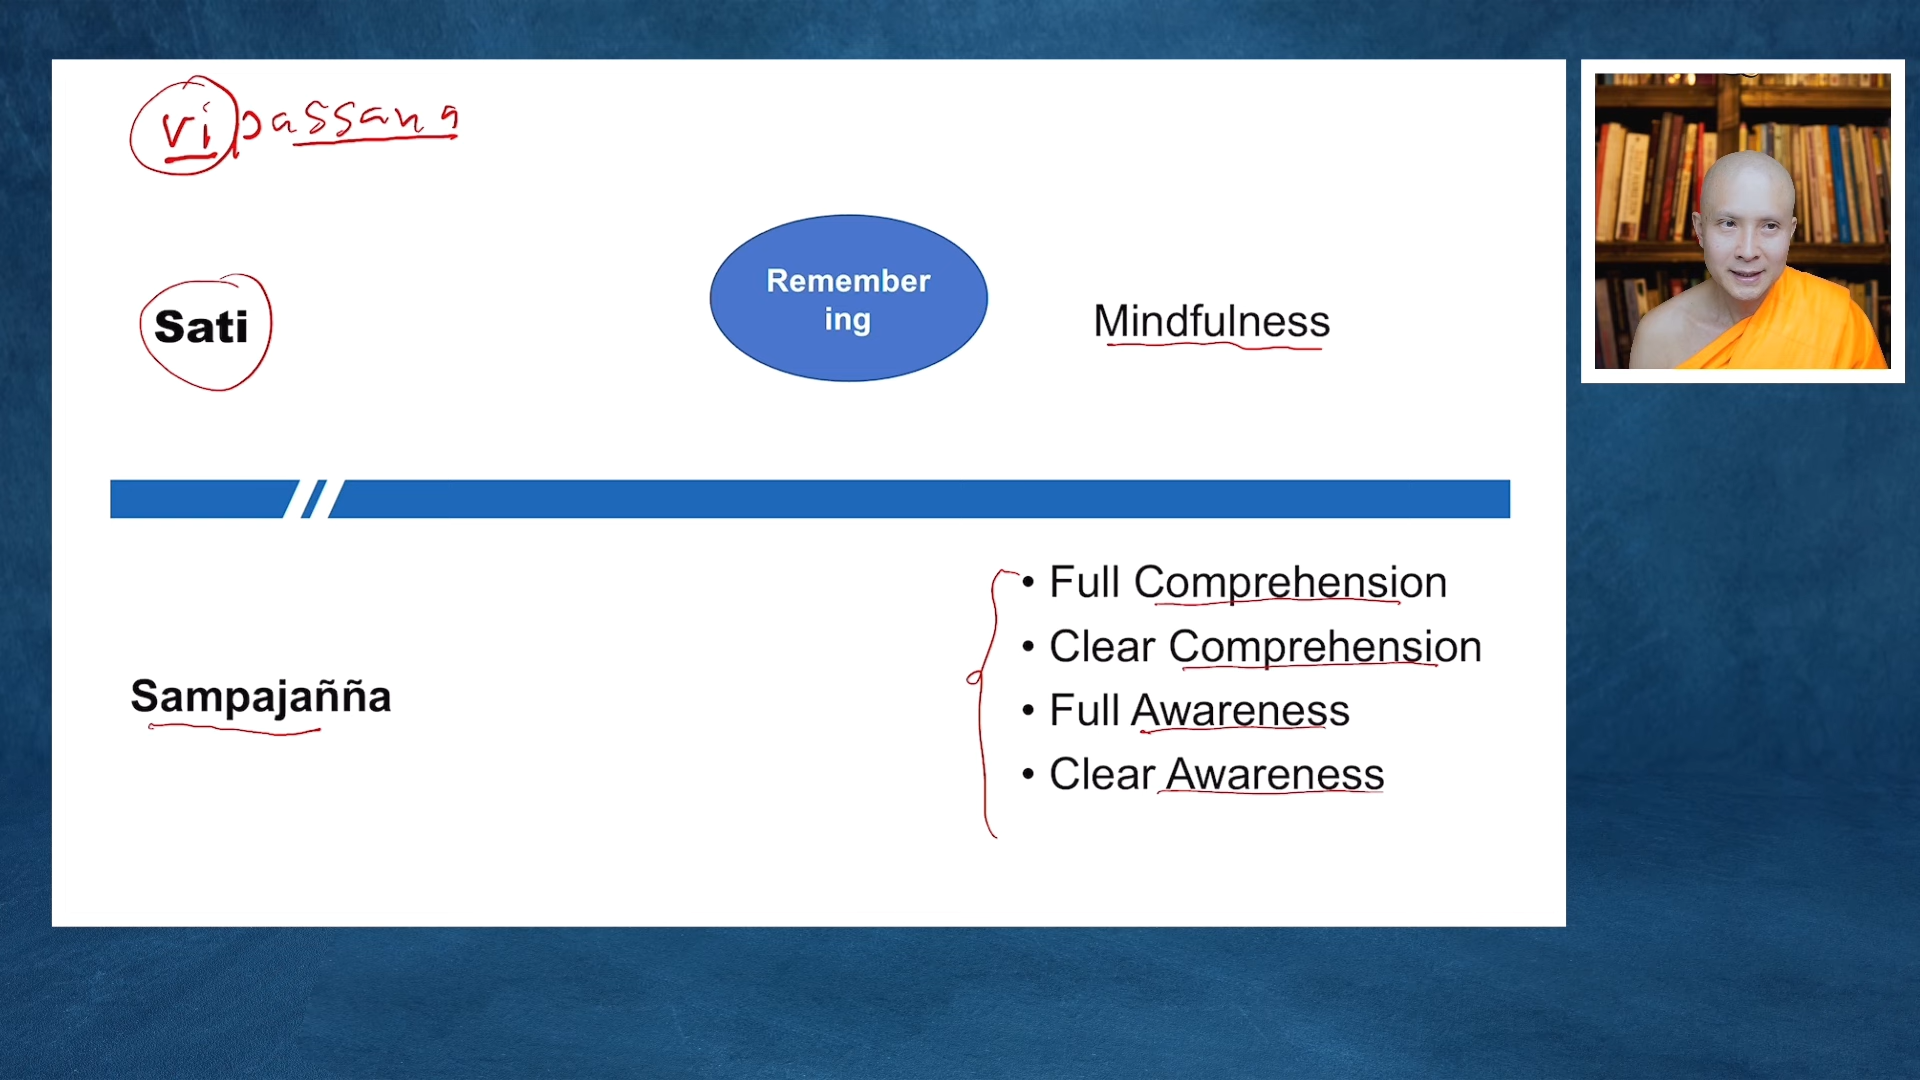 vipassana
Sati
Remember
ing
Mindfulness
• Full Comprehension
• Clear Comprehension
• Full Awareness
• Clear Awareness
Sampajañña